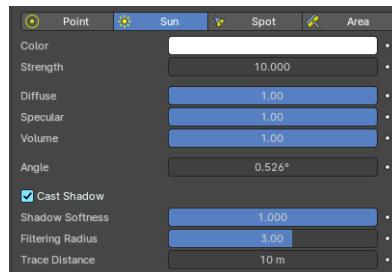 Point Sun Spot Area
Color
Strength 10.000
Diffuse 1.00
Specular 1.00
Volume 1.00
Angle 0.526°
Cast Shadow
Shadow Softness 1.000
Filtering Radius 3.00
Trace Distance 10 m